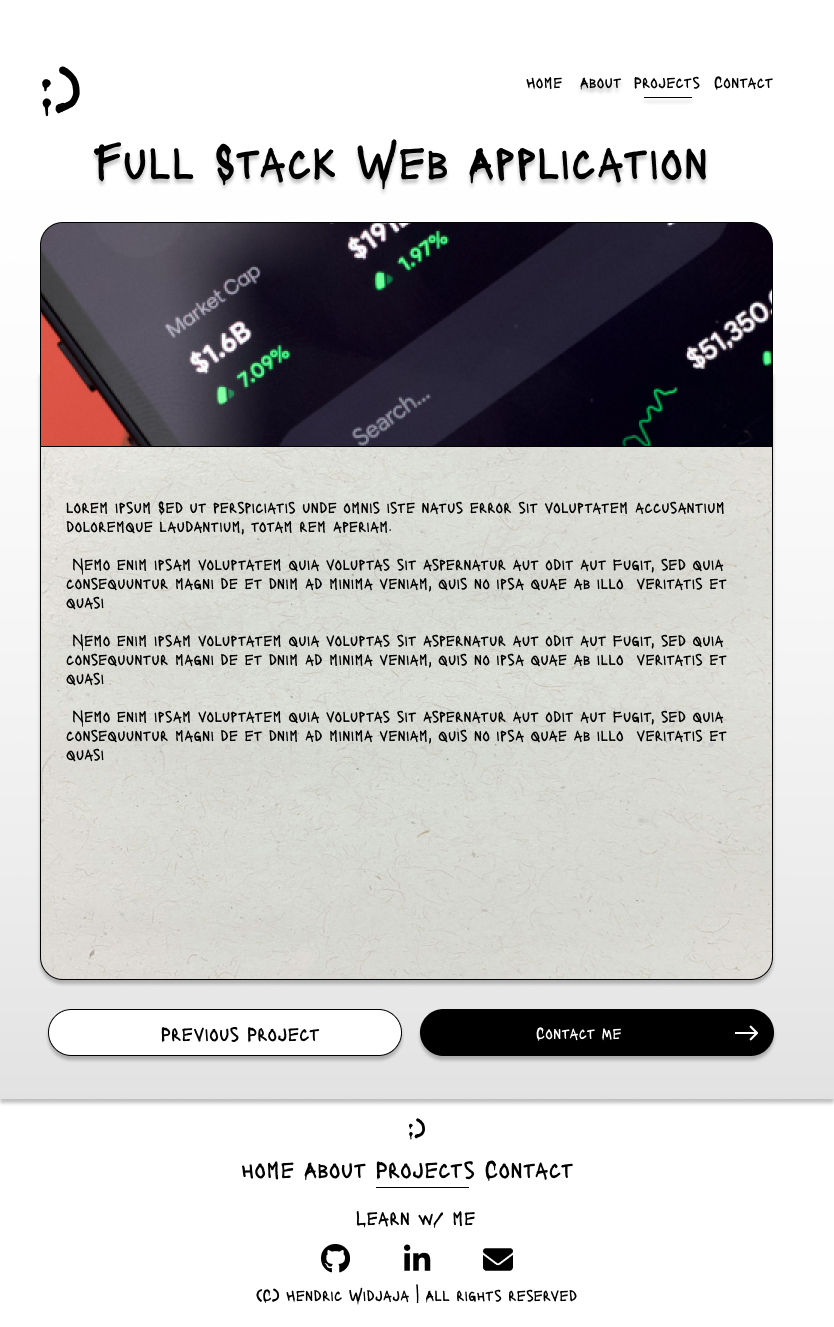 :)
HOME ABOUT PROJECTS CONTACT
FULL STACK WEB APPLICATION
$191
1.97%
Market Cap
$1.6B
7.09%
$51,350.
Search...
LOREM IPSUM SED UT PERSPICIATIS UNDE OMNIS ISTE NATUS ERROR SIT VOLUPTATEM ACCUSANTIUM
DOLOREMQUE LAUDANTIUM, TOTAM REM APERIAM.
NEMO ENIM IPSAM VOLUPTATEM QUIA VOLUPTAS SIT ASPERNATUR AUT ODIT AUT FUGIT, SED QUIA
CONSEQUUNTUR MAGNI DE ET DNIM AD MINIMA VENIAM, QUIS NO IPSA QUAE AB ILLO VERITATIS ET
QUASI
NEMO ENIM IPSAM VOLUPTATEM QUIA VOLUPTAS SIT ASPERNATUR AUT ODIT AUT FUGIT, SED QUIA
CONSEQUUNTUR MAGNI DE ET DNIM AD MINIMA VENIAM, QUIS NO IPSA QUAE AB ILLO VERITATIS ET
QUASI
NEMO ENIM IPSAM VOLUPTATEM QUIA VOLUPTAS SIT ASPERNATUR AUT ODIT AUT FUGIT, SED QUIA
CONSEQUUNTUR MAGNI DE ET DNIM AD MINIMA VENIAM, QUIS NO IPSA QUAE AB ILLO VERITATIS ET
QUASI
PREVIOUS PROJECT
CONTACT ME
:)
HOME ABOUT PROJECTS CONTACT
LEARN W/ ME
in
(C) HENDRIC WIDJAJA | ALL RIGHTS RESERVED